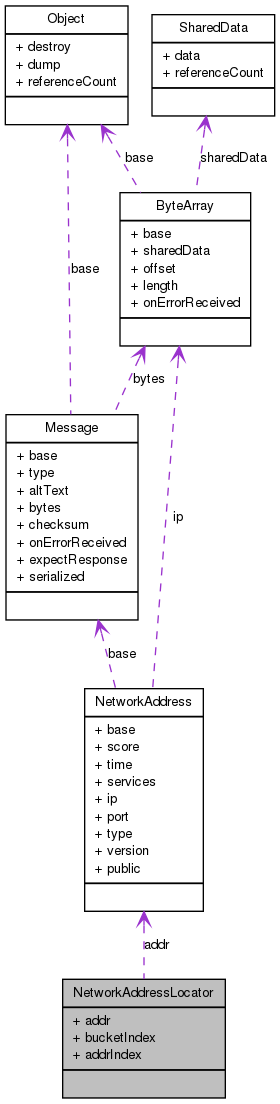 Object
+ destroy
+ dump
+ referenceCount
SharedData
+ data
+ referenceCount
base
sharedData
ByteArray
+ base
+ sharedData
+ offset
+ length
+ onErrorReceived
base
bytes
Message
+ base
+ type
+ altText
+ bytes
+ checksum
+ onErrorReceived
+ expectResponse
+ serialized
ip
base
NetworkAddress
+ base
+ score
+ time
+ services
+ ip
+ port
+ type
+ version
+ public
addr
NetworkAddressLocator
+ addr
+ bucketIndex
+ addrIndex